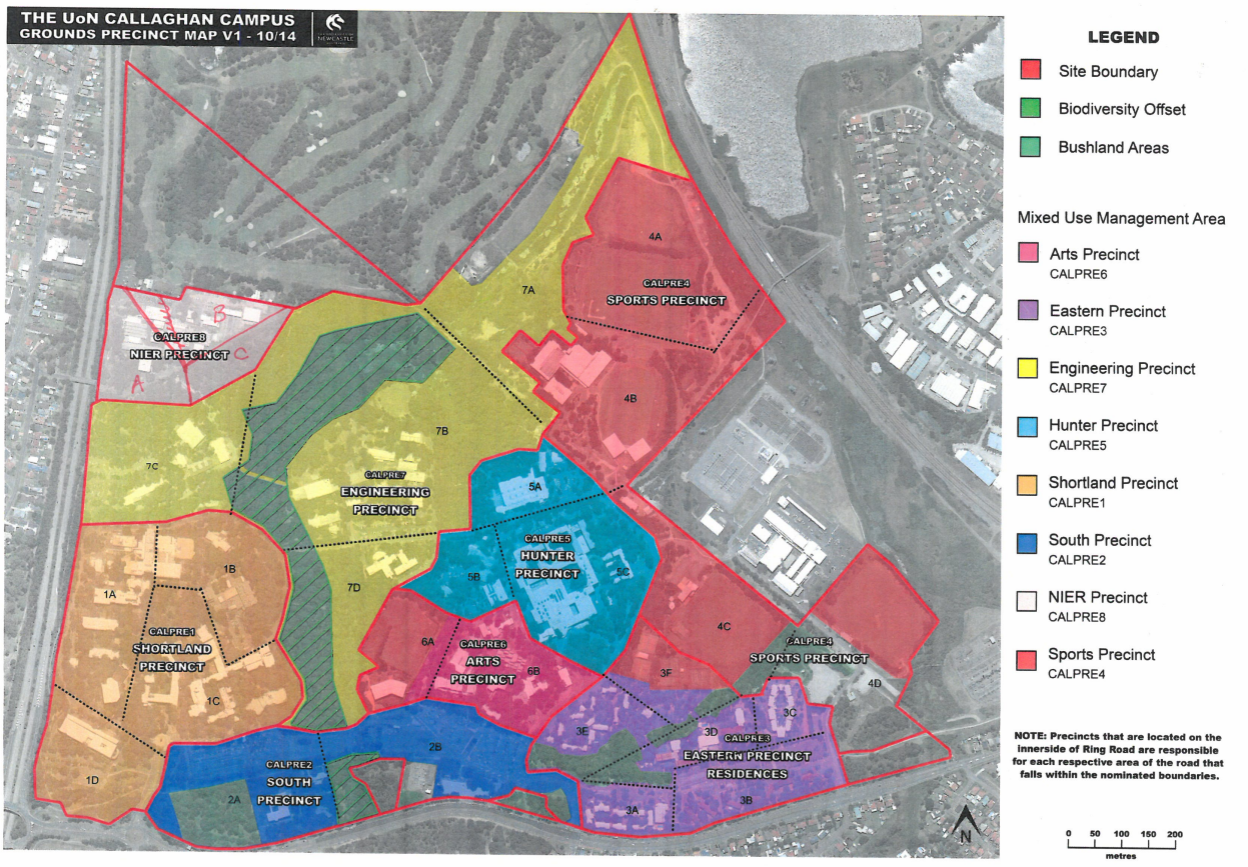 THE UoN CALLAGHAN CAMPUS
GROUNDS PRECINCT MAP V1 - 10/14
NEWCASTLE
LEGEND
Site Boundary
Biodiversity Offset
Bushland Areas
Mixed Use Management Area
Arts Precinct
CALPRE6
Eastern Precinct
CALPRE3
Engineering Precinct
CALPRE7
Hunter Precinct
CALPRE5
Shortland Precinct
CALPRE1
South Precinct
CALPRE2
NIER Precinct
CALPRE8
Sports Precinct
CALPRE4
NOTE: Precincts that are located on the
innerside of Ring Road are responsible
for each respective area of the road that
falls within the nominated boundaries.
0 50 100 150 200
metres
N
4A
CALPRE4
SPORTS PRECINCT
7A
B
CALPRE8
NIER PRECINCT
C
A
4B
7B
7C
CALPRE7
ENGINEERING
PRECINCT
5A
CALPRE5
HUNTER
PRECINCT
5B
5C
7D
1B
1A
CALPRE1
SHORTLAND
PRECINCT
1C
1D
6A
CALPRE6
ARTS
PRECINCT
6B
4C
3F
CALPRE4
SPORTS PRECINCT
4D
3C
3E
3D
CALPRE3
EASTERN PRECINCT
RESIDENCES
3A
3B
2B
CALPRE2
SOUTH
PRECINCT
2A